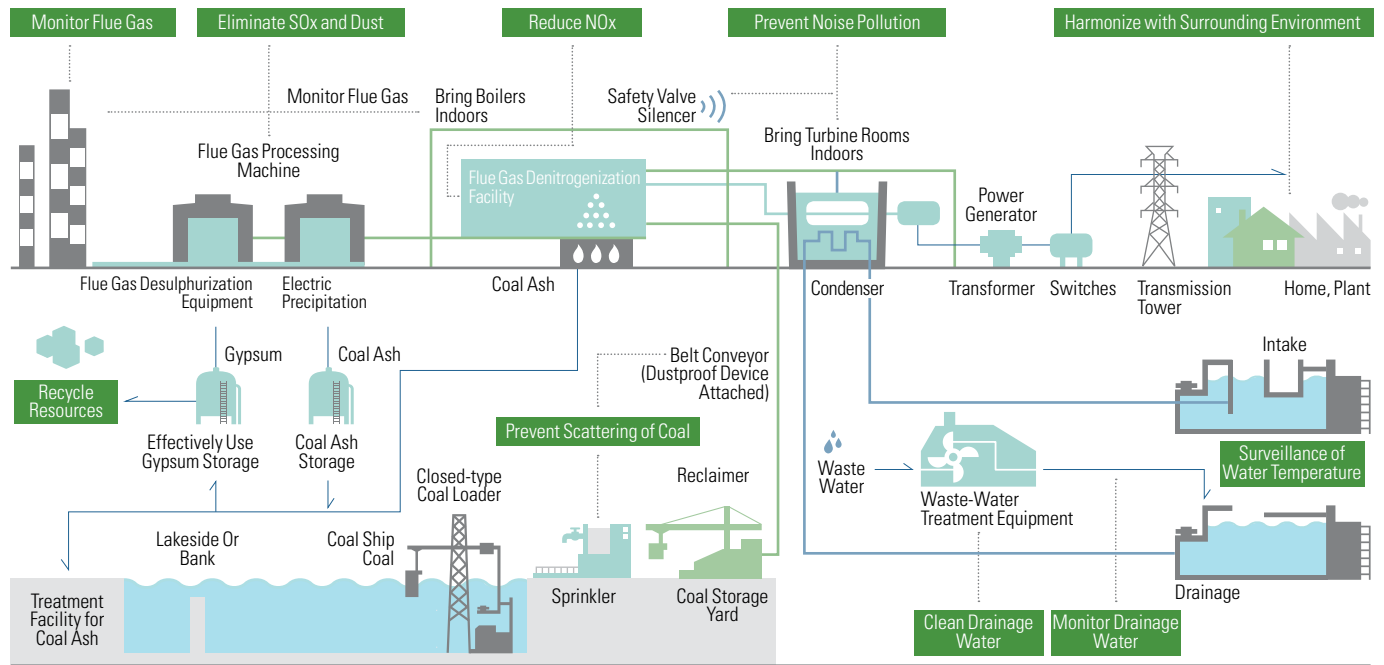 Monitor Flue Gas
Eliminate SOx and Dust
Reduce NOx
Prevent Noise Pollution
Harmonize with Surrounding Environment
Monitor Flue Gas
Bring Boilers
Indoors
Safety Valve
Silencer
Bring Turbine Rooms
Indoors
Flue Gas Processing
Machine
Flue Gas Denitrogenization
Facility
Power
Generator
Flue Gas Desulphurization
Equipment
Electric
Precipitation
Coal Ash
Condenser
Transformer
Switches
Transmission
Tower
Home, Plant
Gypsum
Coal Ash
Belt Conveyor
(Dustproof Device
Attached)
Intake
Recycle
Resources
Effectively Use
Gypsum Storage
Coal Ash
Storage
Prevent Scattering of Coal
Closed-type
Coal Loader
Reclaimer
Waste
Water
Waste-Water
Treatment Equipment
Surveillance of
Water Temperature
Lakeside Or
Bank
Coal Ship
Coal
Treatment
Facility for
Coal Ash
Sprinkler
Coal Storage
Yard
Drainage
Clean Drainage
Water
Monitor Drainage
Water